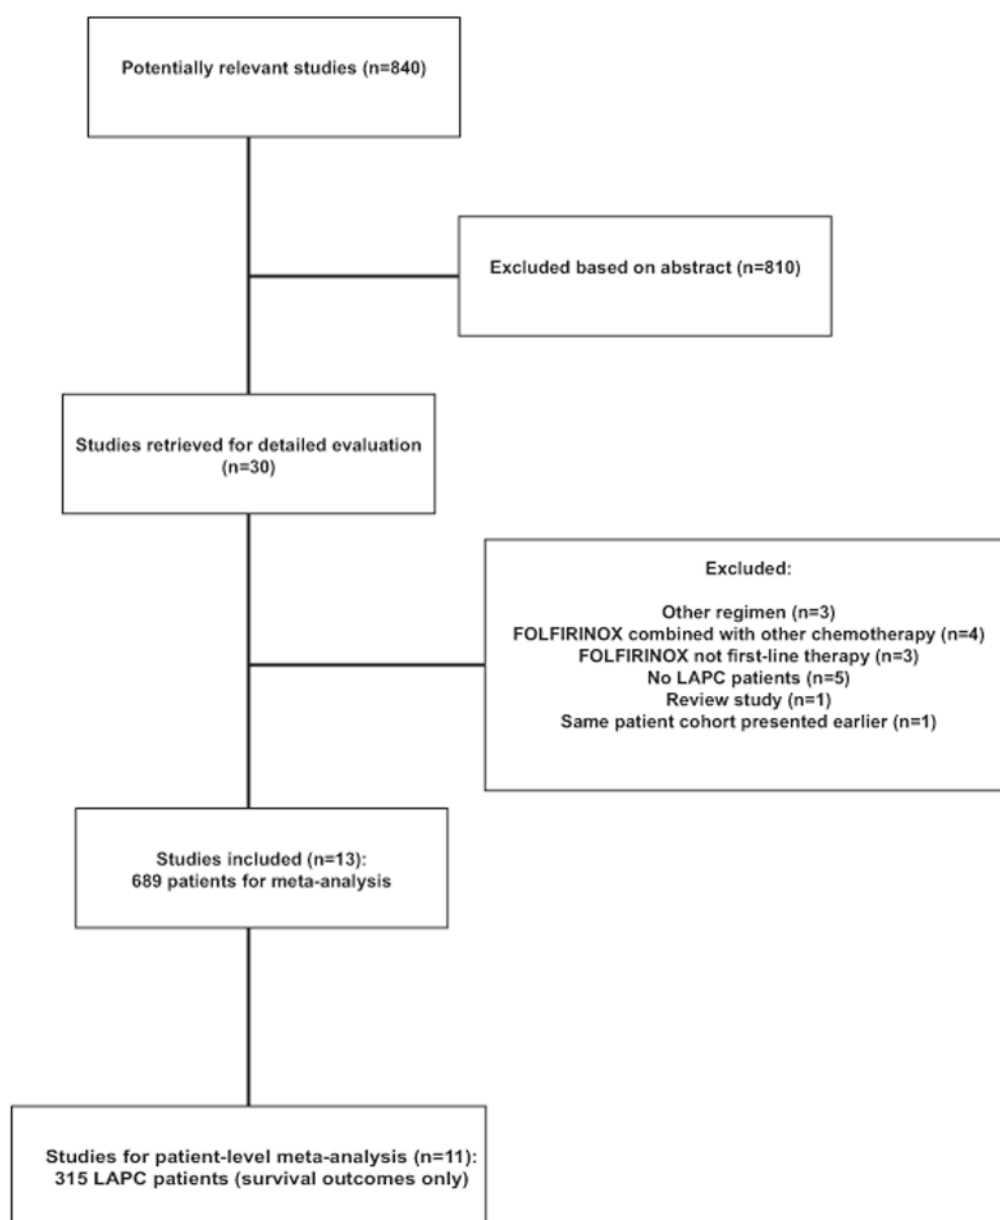 Potentially relevant studies (n=840)
Excluded based on abstract (n=810)
Studies retrieved for detailed evaluation
(n=30)
Excluded:
Other regimen (n=3)
FOLFIRINOX combined with other chemotherapy (n=4)
FOLFIRINOX not first-line therapy (n=3)
No LAPC patients (n=5)
Review study (n=1)
Same patient cohort presented earlier (n=1)
Studies included (n=13):
689 patients for meta-analysis
Studies for patient-level meta-analysis (n=11):
315 LAPC patients (survival outcomes only)